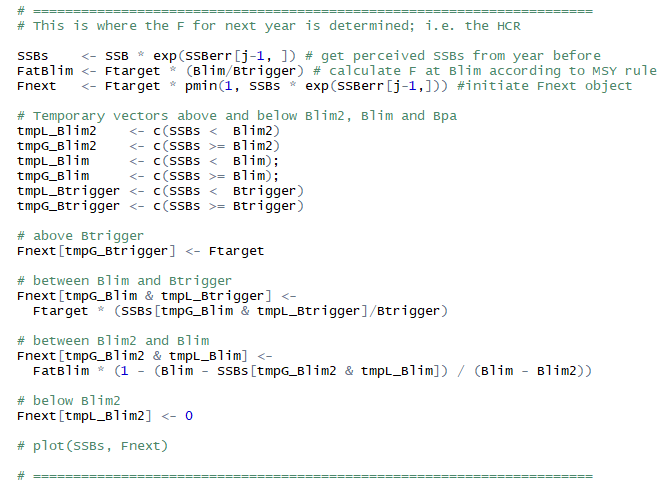 # ======================================================================
# This is where the F for next year is determined; i.e. the HCR
SSBs    <- SSB * exp(SSBerr[j-1, ]) # get perceived SSBs from year before
FatBlim <- Ftarget * (Blim/Btrigger) # calculate F at Blim according to MSY rule
Fnext   <- Ftarget * pmin(1, SSBs * exp(SSBerr[j-1,])) #initiate Fnext object
# Temporary vectors above and below Blim2, Blim and Bpa
tmpL_Blim2    <- c(SSBs <  Blim2)
tmpG_Blim2    <- c(SSBs >= Blim2)
tmpL_Blim     <- c(SSBs <  Blim);
tmpG_Blim     <- c(SSBs >= Blim);
tmpL_Btrigger <- c(SSBs <  Btrigger)
tmpG_Btrigger <- c(SSBs >= Btrigger)
# above Btrigger
Fnext[tmpG_Btrigger] <- Ftarget
# between Blim and Btrigger
Fnext[tmpG_Blim & tmpL_Btrigger] <-
  Ftarget * (SSBs[tmpG_Blim & tmpL_Btrigger]/Btrigger)
# between Blim2 and Blim
Fnext[tmpG_Blim2 & tmpL_Blim] <-
  FatBlim * (1 - (Blim - SSBs[tmpG_Blim2 & tmpL_Blim]) / (Blim - Blim2))
# below Blim2
Fnext[tmpL_Blim2] <- 0
# plot(SSBs, Fnext)
# ======================================================================